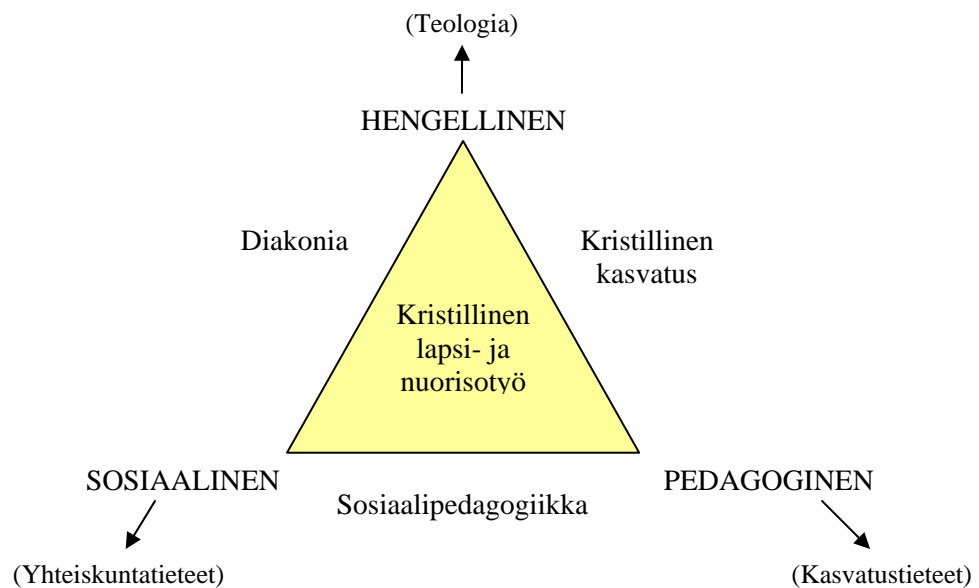 (Teologia)
HENGELLINEN
Diakonia
Kristillinen
kasvatus
Kristillinen
lapsi- ja
nuorisotyö
SOSIAALINEN
PEDAGOGINEN
Sosiaalipedagogiikka
(Yhteiskuntatieteet)
(Kasvatustieteet)